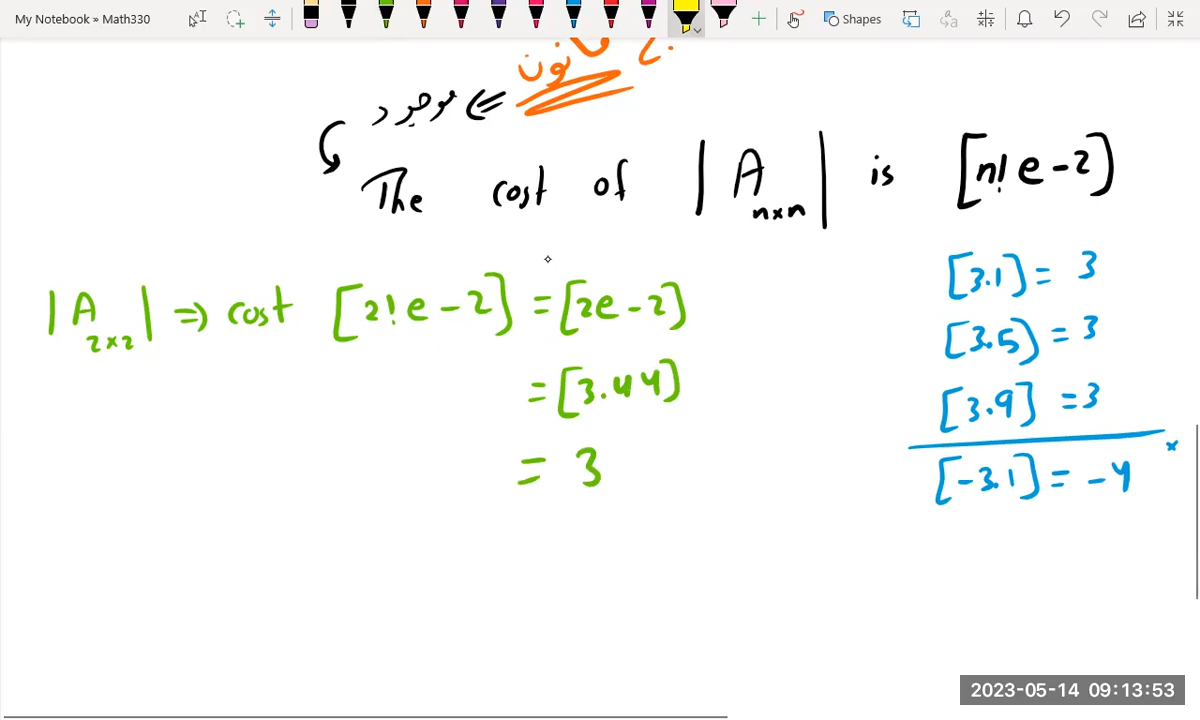 My Notebook » Math330
Shapes
قانون
موجود ⇐
The cost of |A n×n| is [n! e - 2]
|A 2×2| ⇒ cost [2! e - 2] = [2e - 2]
= [3.44]
= 3
[3.1] = 3
[3.5] = 3
[3.9] = 3
[-3.1] = -4
2023-05-14 09:13:53